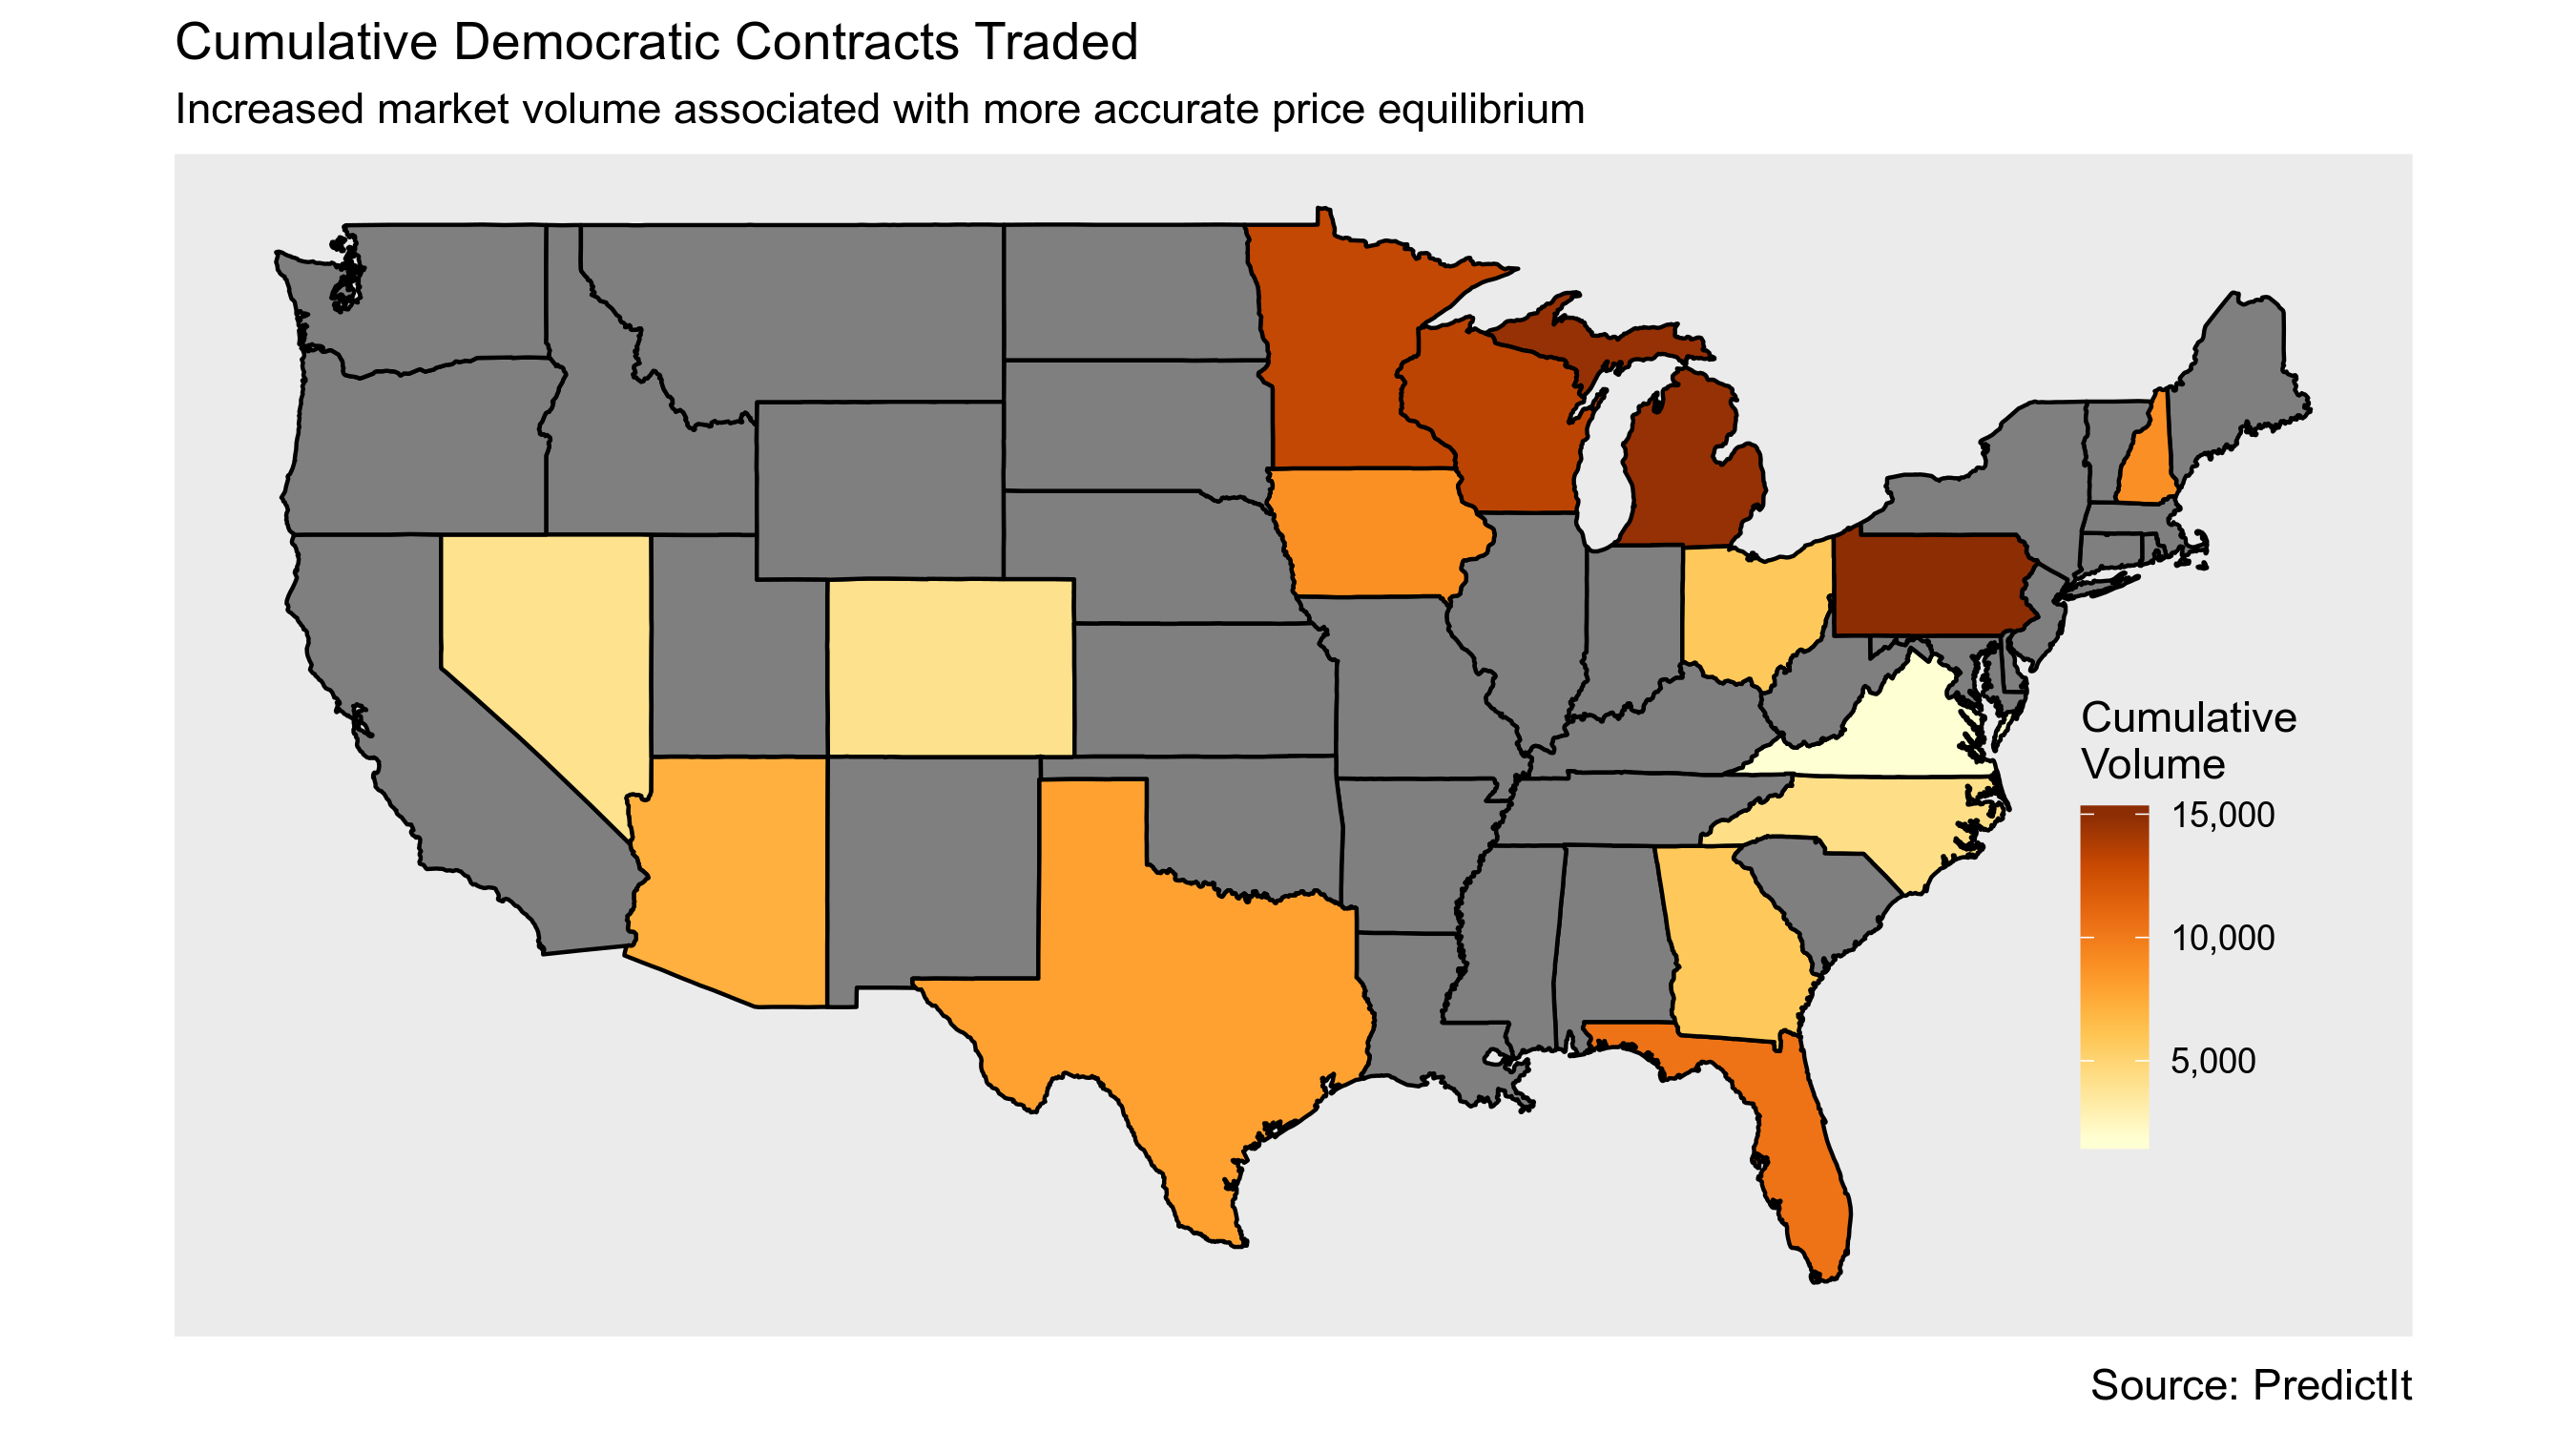 Cumulative Democratic Contracts Traded
Increased market volume associated with more accurate price equilibrium
Cumulative
Volume
15,000
10,000
5,000
Source: PredictIt